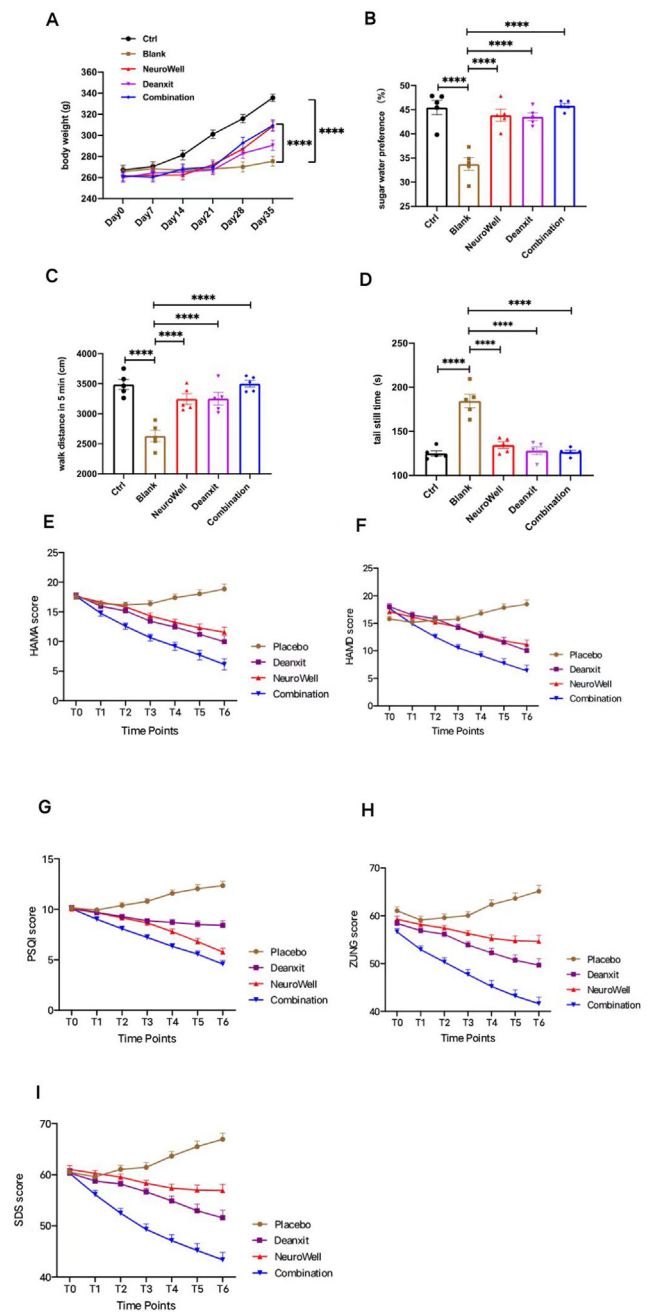 A
Ctrl
Blank
NeuroWell
Deanxit
Combination
body weight (g)
360
340
320
300
280
260
240
Day0
Day7
Day14
Day21
Day28
Day35
****
****
B
****
****
****
****
sugar water preference (%)
50
45
40
35
30
25
Ctrl
Blank
NeuroWell
Deanxit
Combination
C
****
****
****
****
walk distance in 5 min (cm)
4000
3500
3000
2500
2000
Ctrl
Blank
NeuroWell
Deanxit
Combination
D
****
****
****
****
tail still time (s)
250
200
150
100
Ctrl
Blank
NeuroWell
Deanxit
Combination
E
HAMA score
25
20
15
10
5
0
T0 T1 T2 T3 T4 T5 T6
Time Points
Placebo
Deanxit
NeuroWell
Combination
F
HAMD score
25
20
15
10
5
0
T0 T1 T2 T3 T4 T5 T6
Time Points
Placebo
Deanxit
NeuroWell
Combination
G
PSQI score
15
10
5
0
T0 T1 T2 T3 T4 T5 T6
Time Points
Placebo
Deanxit
NeuroWell
Combination
H
ZUNG score
70
60
50
40
T0 T1 T2 T3 T4 T5 T6
Time Points
Placebo
Deanxit
NeuroWell
Combination
I
SDS score
70
60
50
40
T0 T1 T2 T3 T4 T5 T6
Time Points
Placebo
Deanxit
NeuroWell
Combination